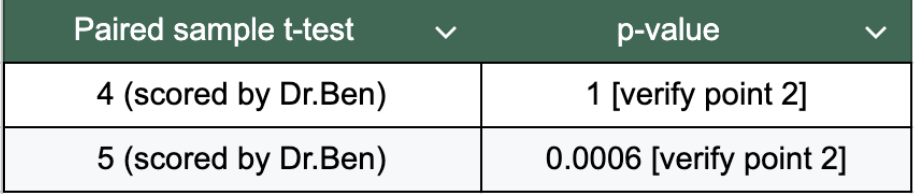 Paired sample t-test p-value
4 (scored by Dr.Ben) 1 [verify point 2]
5 (scored by Dr.Ben) 0.0006 [verify point 2]